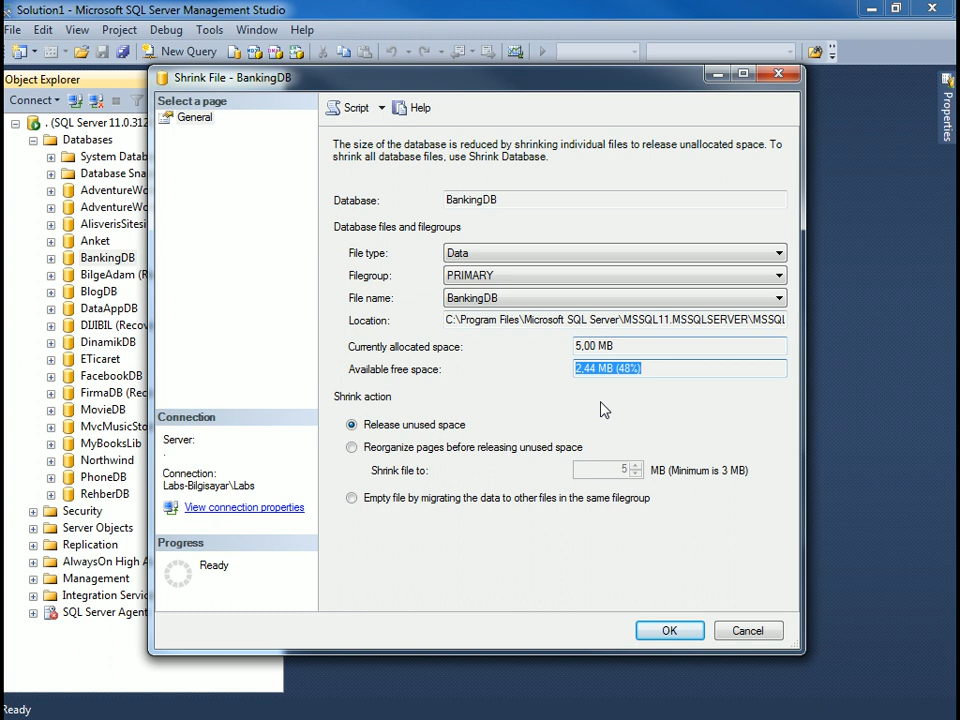 Solution1 - Microsoft SQL Server Management Studio
File Edit View Project Debug Tools Window Help
New Query
Object Explorer
Connect
. (SQL Server 11.0.312
Databases
System Datab
Database Sna
AdventureWo
AdventureWo
AlisverisSitesi
Anket
BankingDB
BilgeAdam (R
BlogDB
DataAppDB
DIJIBIL (Recov
DinamikDB
ETicaret
FacebookDB
FirmaDB (Rec
MovieDB
MvcMusicSto
MyBooksLib
Northwind
PhoneDB
RehberDB
Security
Server Objects
Replication
AlwaysOn High A
Management
Integration Servic
SQL Server Agent
Ready
Properties
Shrink File - BankingDB
Select a page
General
Script Help
The size of the database is reduced by shrinking individual files to release unallocated space. To
shrink all database files, use Shrink Database.
Database: BankingDB
Database files and filegroups
File type: Data
Filegroup: PRIMARY
File name: BankingDB
Location: C:\Program Files\Microsoft SQL Server\MSSQL11.MSSQLSERVER\MSSQL
Currently allocated space: 5,00 MB
Available free space: 2,44 MB (48%)
Shrink action
Release unused space
Reorganize pages before releasing unused space
Shrink file to: 5 MB (Minimum is 3 MB)
Empty file by migrating the data to other files in the same filegroup
Connection
Server:
.
Connection:
Labs-Bilgisayar\Labs
View connection properties
Progress
Ready
OK Cancel